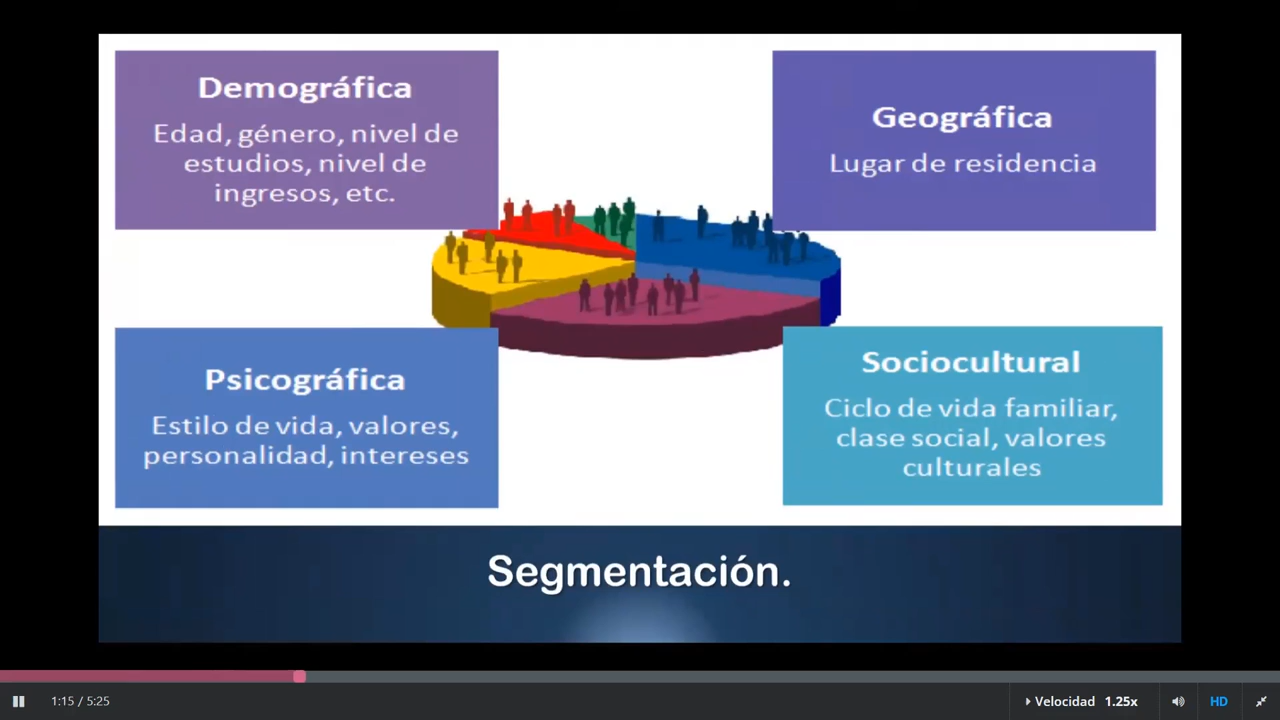 Demográfica
Edad, género, nivel de
estudios, nivel de
ingresos, etc.
Geográfica
Lugar de residencia
Psicográfica
Estilo de vida, valores,
personalidad, intereses
Sociocultural
Ciclo de vida familiar,
clase social, valores
culturales
Segmentación.
1:15 / 5:25
Velocidad 1.25x
HD